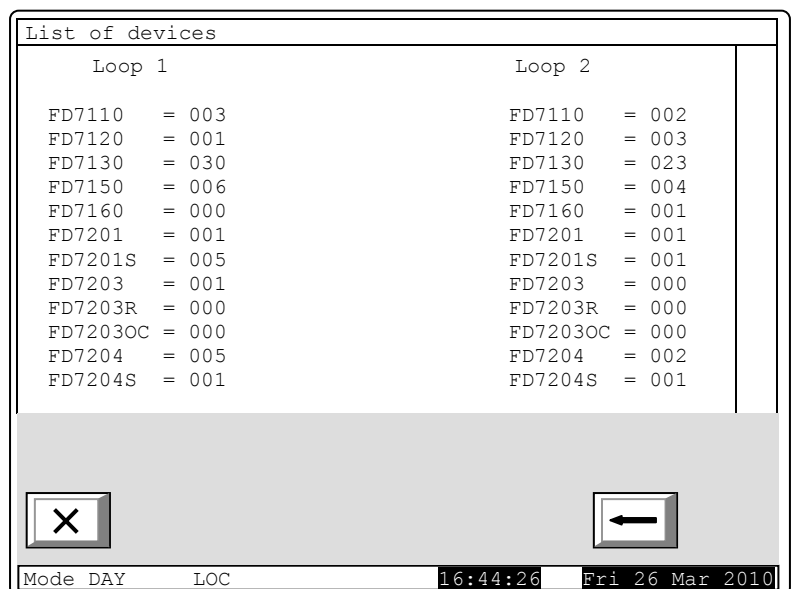 List of devices
Loop 1 Loop 2
FD7110 = 003 FD7110 = 002
FD7120 = 001 FD7120 = 003
FD7130 = 030 FD7130 = 023
FD7150 = 006 FD7150 = 004
FD7160 = 000 FD7160 = 001
FD7201 = 001 FD7201 = 001
FD7201S = 005 FD7201S = 001
FD7203 = 001 FD7203 = 000
FD7203R = 000 FD7203R = 000
FD7203OC = 000 FD7203OC = 000
FD7204 = 005 FD7204 = 002
FD7204S = 001 FD7204S = 001
Mode DAY LOC 16:44:26 Fri 26 Mar 2010